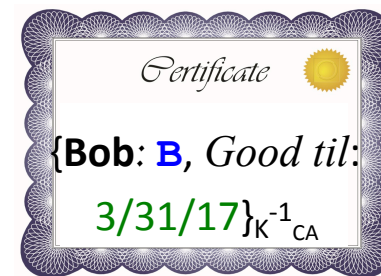 Certificate
{Bob: B, Good til:
3/31/17}K-1CA